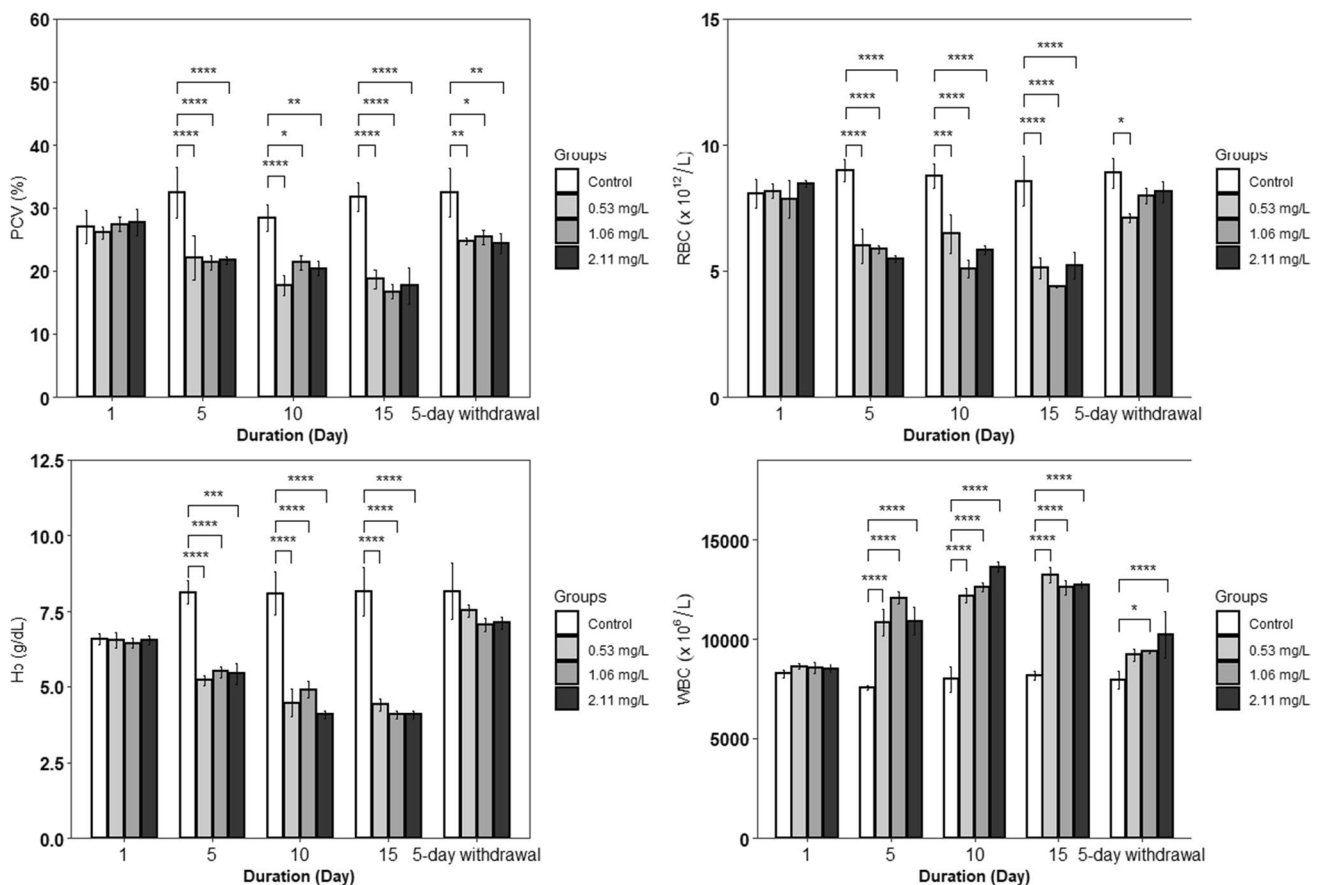 60
50
40
30
20
10
0
PCV (%)
****
****
****
**
*
****
****
****
****
**
*
**
1
5
10
15
5-day withdrawal
Duration (Day)
Groups
Control
0.53 mg/L
1.06 mg/L
2.11 mg/L
15
10
5
0
RBC (x 10¹²/L)
****
****
****
****
****
***
****
****
****
*
1
5
10
15
5-day withdrawal
Duration (Day)
Groups
Control
0.53 mg/L
1.06 mg/L
2.11 mg/L
12.5
10.0
7.5
5.0
2.5
0.0
Hb (g/dL)
***
****
****
****
****
****
****
****
****
1
5
10
15
5-day withdrawal
Duration (Day)
Groups
Control
0.53 mg/L
1.06 mg/L
2.11 mg/L
15000
10000
5000
0
WBC (x 10⁶/L)
****
****
****
****
****
****
****
****
****
****
*
1
5
10
15
5-day withdrawal
Duration (Day)
Groups
Control
0.53 mg/L
1.06 mg/L
2.11 mg/L